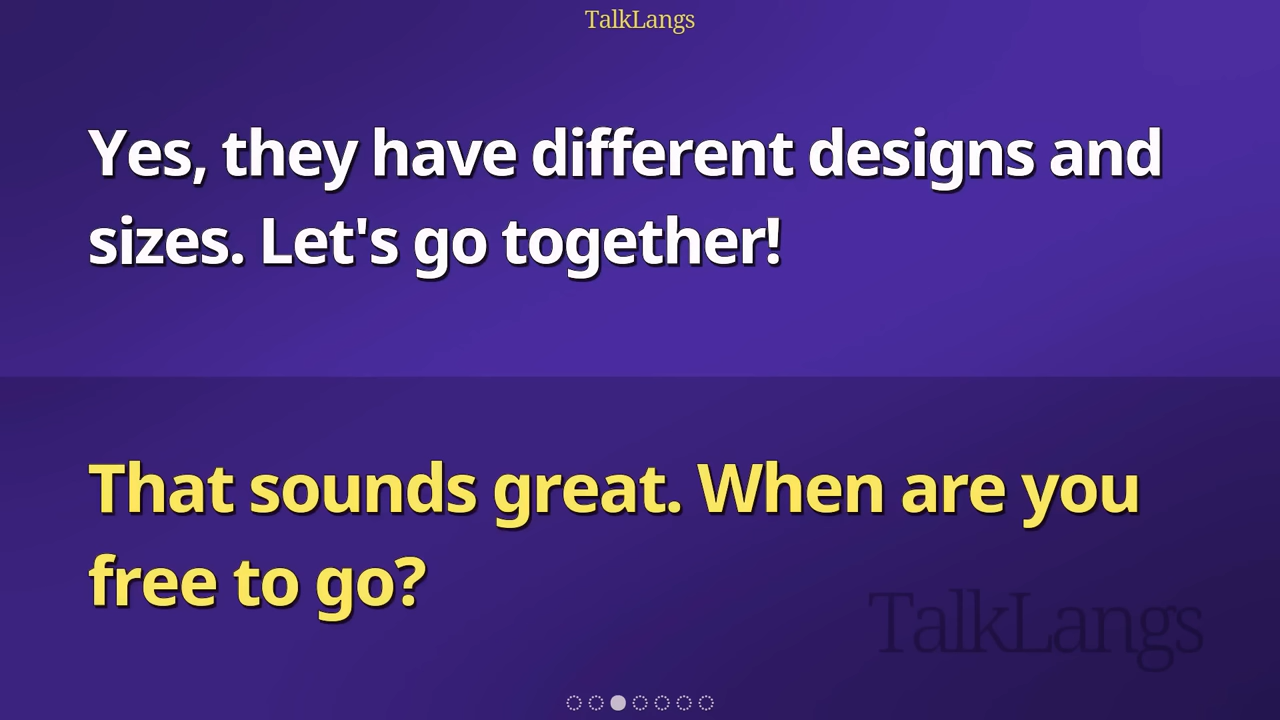 TalkLangs
Yes, they have different designs and
sizes. Let's go together!
That sounds great. When are you
free to go?
TalkLangs